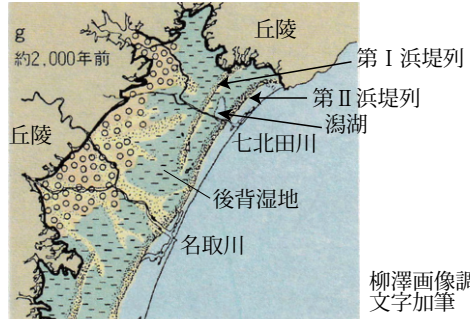 g
約2,000年前
丘陵
第Ⅰ浜堤列
第Ⅱ浜堤列
潟湖
丘陵
七北田川
後背湿地
名取川
柳澤画像調
文字加筆